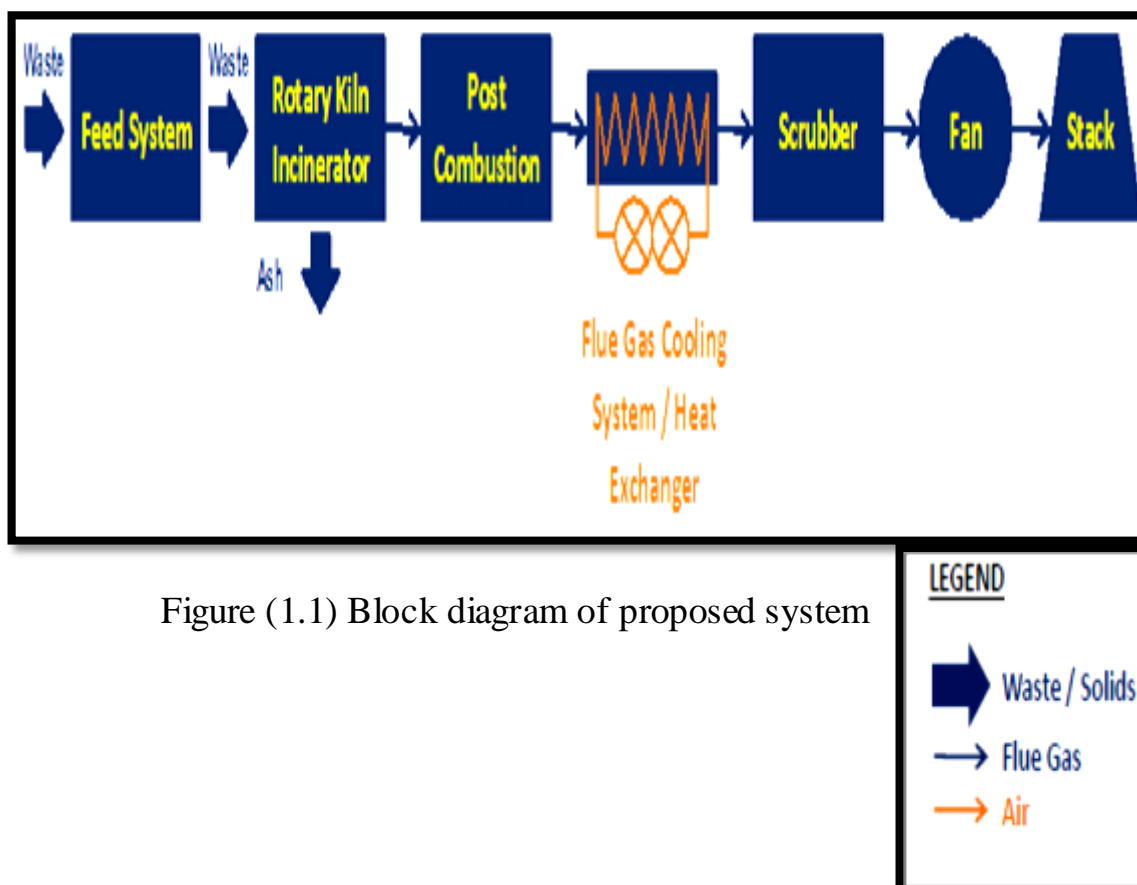 Waste
Feed System
Waste
Rotary Kiln
Incinerator
Ash
Post
Combustion
Flue Gas Cooling
System / Heat
Exchanger
Scrubber
Fan
Stack
Figure (1.1) Block diagram of proposed system
LEGEND
Waste / Solids
Flue Gas
Air